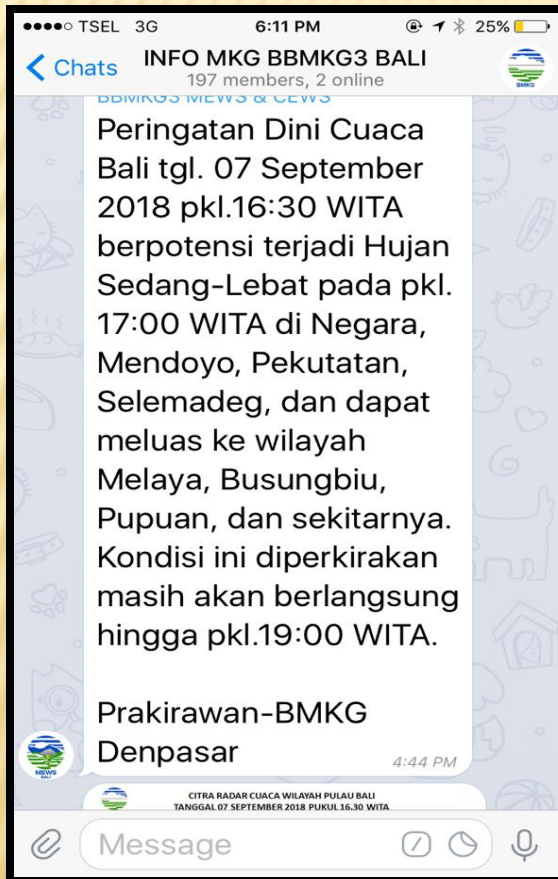 TSEL 3G 6:11 PM 25%
Chats INFO MKG BBMKG3 BALI
197 members, 2 online
BMKG
BBMKG3 MEWS & CEWS
Peringatan Dini Cuaca
Bali tgl. 07 September
2018 pkl.16:30 WITA
berpotensi terjadi Hujan
Sedang-Lebat pada pkl.
17:00 WITA di Negara,
Mendoyo, Pekutatan,
Selemadeg, dan dapat
meluas ke wilayah
Melaya, Busungbiu,
Pupuan, dan sekitarnya.
Kondisi ini diperkirakan
masih akan berlangsung
hingga pkl.19:00 WITA.
Prakirawan-BMKG
Denpasar
4:44 PM
MEWS
BALI
CITRA RADAR CUACA WILAYAH PULAU BALI
TANGGAL 07 SEPTEMBER 2018 PUKUL 16.30 WITA
Message